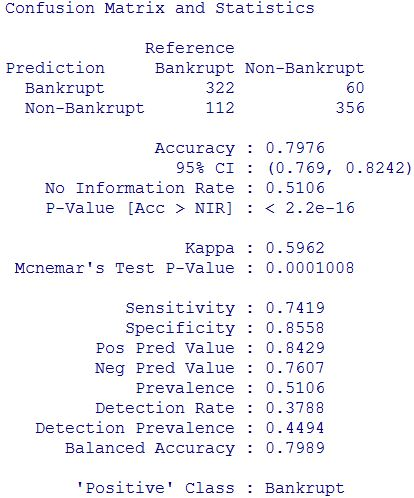 Confusion Matrix and Statistics
Reference
Prediction Bankrupt Non-Bankrupt
Bankrupt 322 60
Non-Bankrupt 112 356
Accuracy : 0.7976
95% CI : (0.769, 0.8242)
No Information Rate : 0.5106
P-Value [Acc > NIR] : < 2.2e-16
Kappa : 0.5962
Mcnemar's Test P-Value : 0.0001008
Sensitivity : 0.7419
Specificity : 0.8558
Pos Pred Value : 0.8429
Neg Pred Value : 0.7607
Prevalence : 0.5106
Detection Rate : 0.3788
Detection Prevalence : 0.4494
Balanced Accuracy : 0.7989
'Positive' Class : Bankrupt